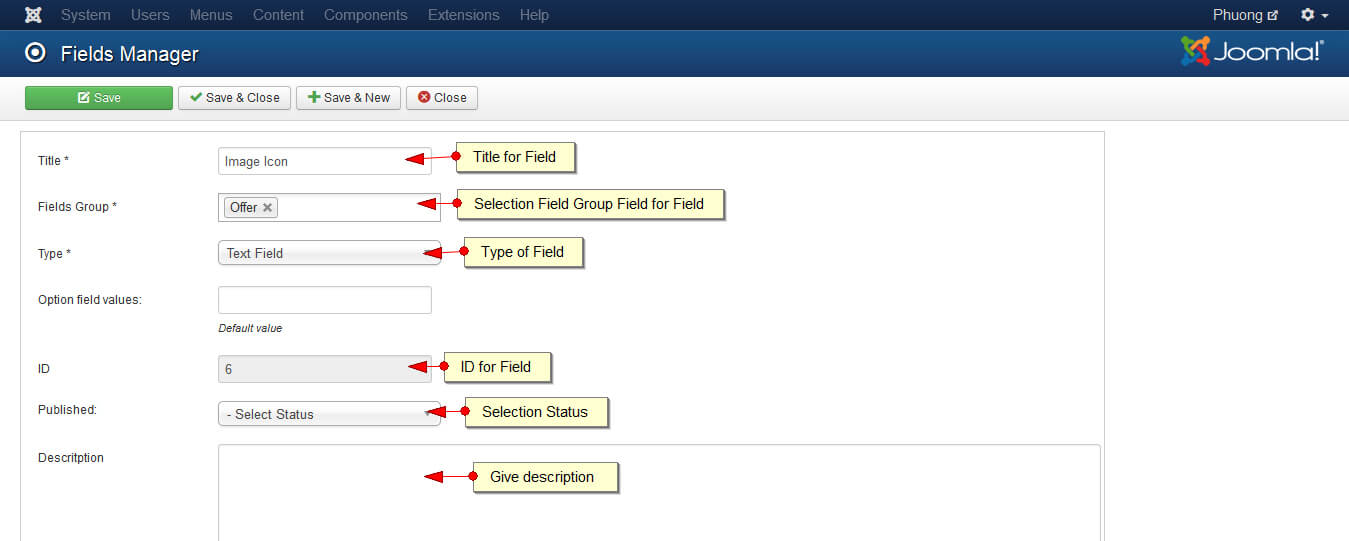 System Users Menus Content Components Extensions Help Phuong
Fields Manager Joomla!®
Save Save & Close Save & New Close
Title * Image Icon Title for Field
Fields Group * Offer Selection Field Group Field for Field
Type * Text Field Type of Field
Option field values:
Default value
ID 6 ID for Field
Published: - Select Status Selection Status
Descritption Give description